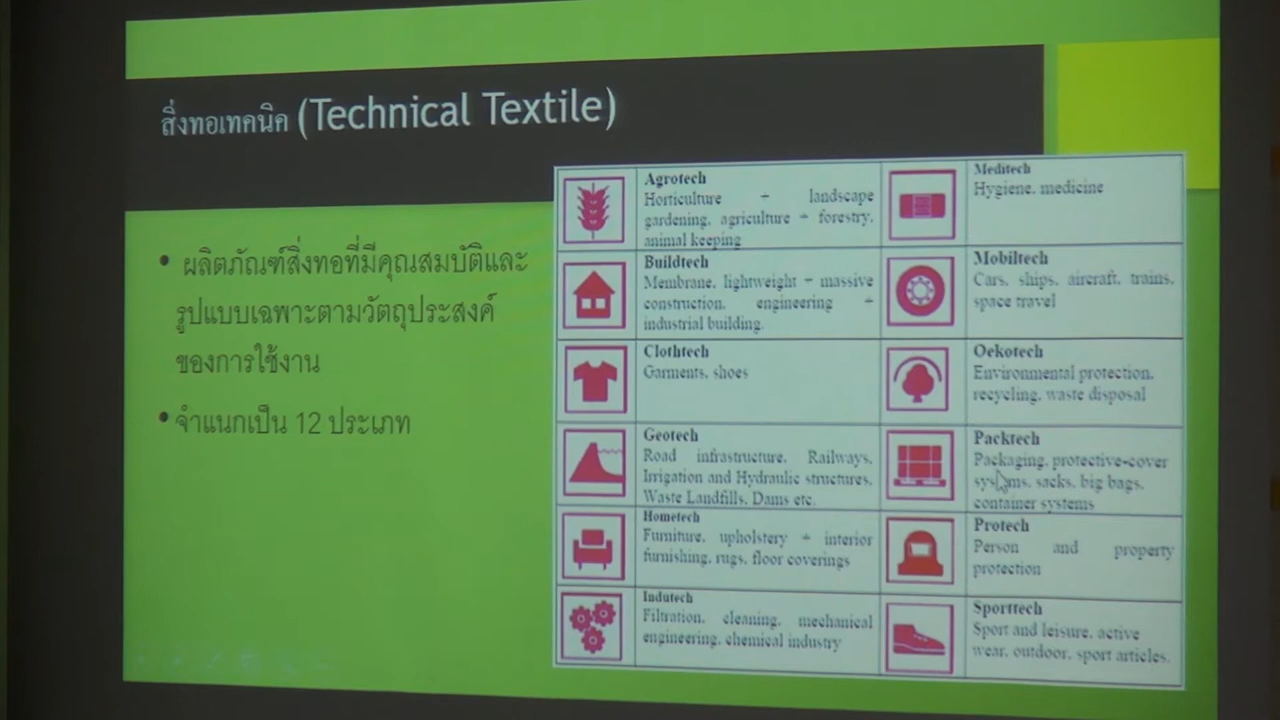 สิ่งทอเทคนิค (Technical Textile)
• ผลิตภัณฑ์สิ่งทอที่มีคุณสมบัติและ
รูปแบบเฉพาะตามวัตถุประสงค์
ของการใช้งาน
• จำแนกเป็น 12 ประเภท
Agrotech
Horticulture + landscape
gardening, agriculture + forestry,
animal keeping
Buildtech
Membrane, lightweight + massive
construction, engineering +
industrial building.
Clothtech
Garments, shoes
Geotech
Road infrastructure, Railways,
Irrigation and Hydraulic structures,
Waste Landfills, Dams etc.
Hometech
Furniture, upholstery + interior
furnishing, rugs, floor coverings
Indutech
Filtration, cleaning, mechanical
engineering, chemical industry
Meditech
Hygiene, medicine
Mobiltech
Cars, ships, aircraft, trains,
space travel
Oekotech
Environmental protection,
recycling, waste disposal
Packtech
Packaging, protective-cover
systems, sacks, big bags,
container systems
Protech
Person and property
protection
Sporttech
Sport and leisure, active
wear, outdoor, sport articles.